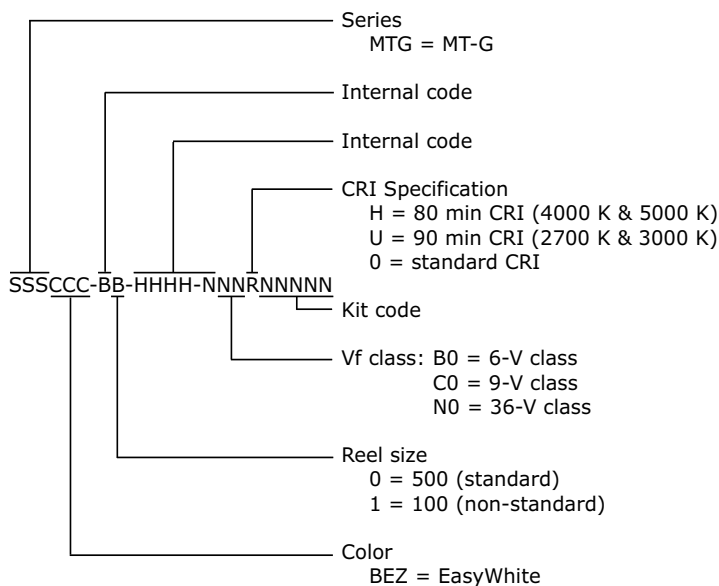 Series
MTG = MT-G
Internal code
Internal code
CRI Specification
H = 80 min CRI (4000 K & 5000 K)
U = 90 min CRI (2700 K & 3000 K)
0 = standard CRI
SSSCCC-BB-HHHH-NNNRNNNNN
Kit code
Vf class: B0 = 6-V class
C0 = 9-V class
N0 = 36-V class
Reel size
0 = 500 (standard)
1 = 100 (non-standard)
Color
BEZ = EasyWhite